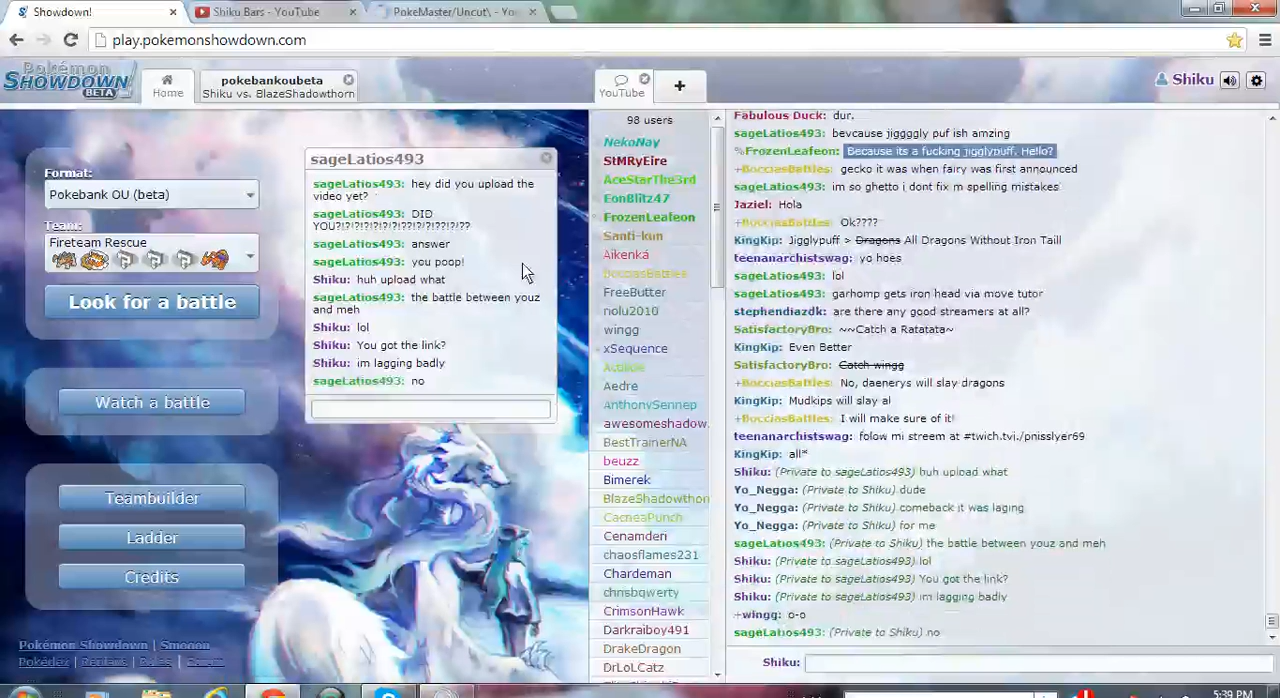 Showdown!
Shiku Bars - YouTube
PokeMaster/Uncut\ - Yo
play.pokemonshowdown.com
Pokémon
SHOWDOWN
BETA
Home
pokebankoubeta
Shiku vs. BlazeShadowthorn
YouTube
Shiku
Format:
Pokebank OU (beta)
Team:
Fireteam Rescue
Look for a battle
Watch a battle
Teambuilder
Ladder
Credits
Pokémon Showdown | Smogon
Pokédex | Replays | Rules |
sageLatios493
sageLatios493: hey did you upload the
video yet?
sageLatios493: DID
YOU?!?!?!?!?!?!??!?!?!??!?!??
sageLatios493: answer
sageLatios493: you poop!
Shiku: huh upload what
sageLatios493: the battle between youz
and meh
Shiku: lol
Shiku: You got the link?
Shiku: im lagging badly
sageLatios493: no
98 users
NekoNay
StMRyEire
AceStarThe3rd
EonBlitz47
FrozenLeafeon
Santi-kun
Aikenká
BocciasBattles
FreeButter
nolu2010
wingg
xSequence
Aedre
AnthonySennep
awesomeshadow.
BestTrainerNA
beuzz
Bimerek
BlazeShadowthorn
CacneaPunch
Cenamden
chaosflames231
Chardeman
chnsbqwerty
CrimsonHawk
Darkraiboy491
DrakeDragon
DrLoLCatz
Fabulous Duck: dur.
sageLatios493: bevcause jiggggly puf ish amzing
%FrozenLeafeon: Because its a fucking jigglypuff. Hello?
+BocciasBattles: gecko it was when fairy was first announced
sageLatios493: im so ghetto i dont fix m spelling mistakes
Jaziel: Hola
+BocciasBattles: Ok????
KingKip: Jigglypuff > Dragons All Dragons Without Iron Taill
teenanarchistswag: yo hoes
sageLatios493: lol
sageLatios493: garhomp gets iron head via move tutor
stephendiazdk: are there any good streamers at all?
SatisfactoryBro: ~~Catch a Ratatata~
KingKip: Even Better
SatisfactoryBro: Catch wingg
+BocciasBattles: No, daenerys will slay dragons
KingKip: Mudkips will slay al
+BocciasBattles: I will make sure of it!
teenanarchistswag: folow mi streem at #twich.tvi./pnisslyer69
KingKip: all*
Shiku: (Private to sageLatios493) huh upload what
Yo_Negga: (Private to Shiku) dude
Yo_Negga: (Private to Shiku) comeback it was laging
Yo_Negga: (Private to Shiku) for me
sageLatios493: (Private to Shiku) the battle between youz and meh
Shiku: (Private to sageLatios493) lol
Shiku: (Private to sageLatios493) You got the link?
Shiku: (Private to sageLatios493) im lagging badly
+wingg: o-o
sageLatios493: (Private to Shiku) no
Shiku:
5:39 PM